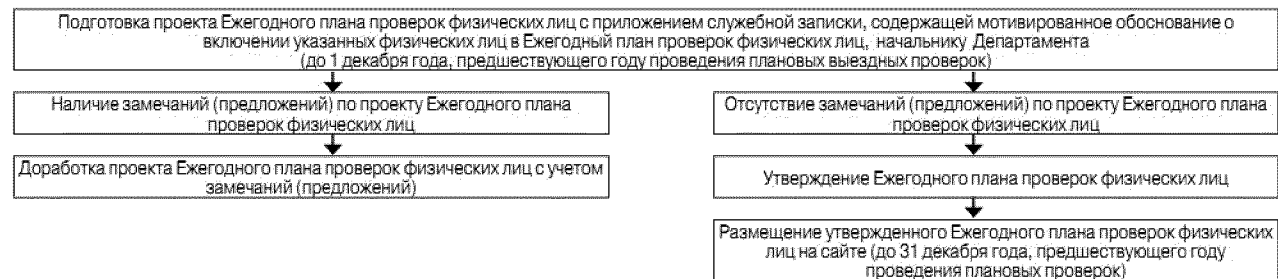 Подготовка проекта Ежегодного плана проверок физических лиц с приложением служебной записки, содержащей мотивированное обоснование о
включении указанных физических лиц в Ежегодный план проверок физических лиц, начальнику Департамента
(до 1 декабря года, предшествующего году проведения плановых выездных проверок)
Наличие замечаний (предложений) по проекту Ежегодного плана
проверок физических лиц
Доработка проекта Ежегодного плана проверок физических лиц с учетом
замечаний (предложений)
Отсутствие замечаний (предложений) по проекту Ежегодного плана
проверок физических лиц
Утверждение Ежегодного плана проверок физических лиц
Размещение утвержденного Ежегодного плана проверок физических
лиц на сайте (до 31 декабря года, предшествующего году
проведения плановых проверок)